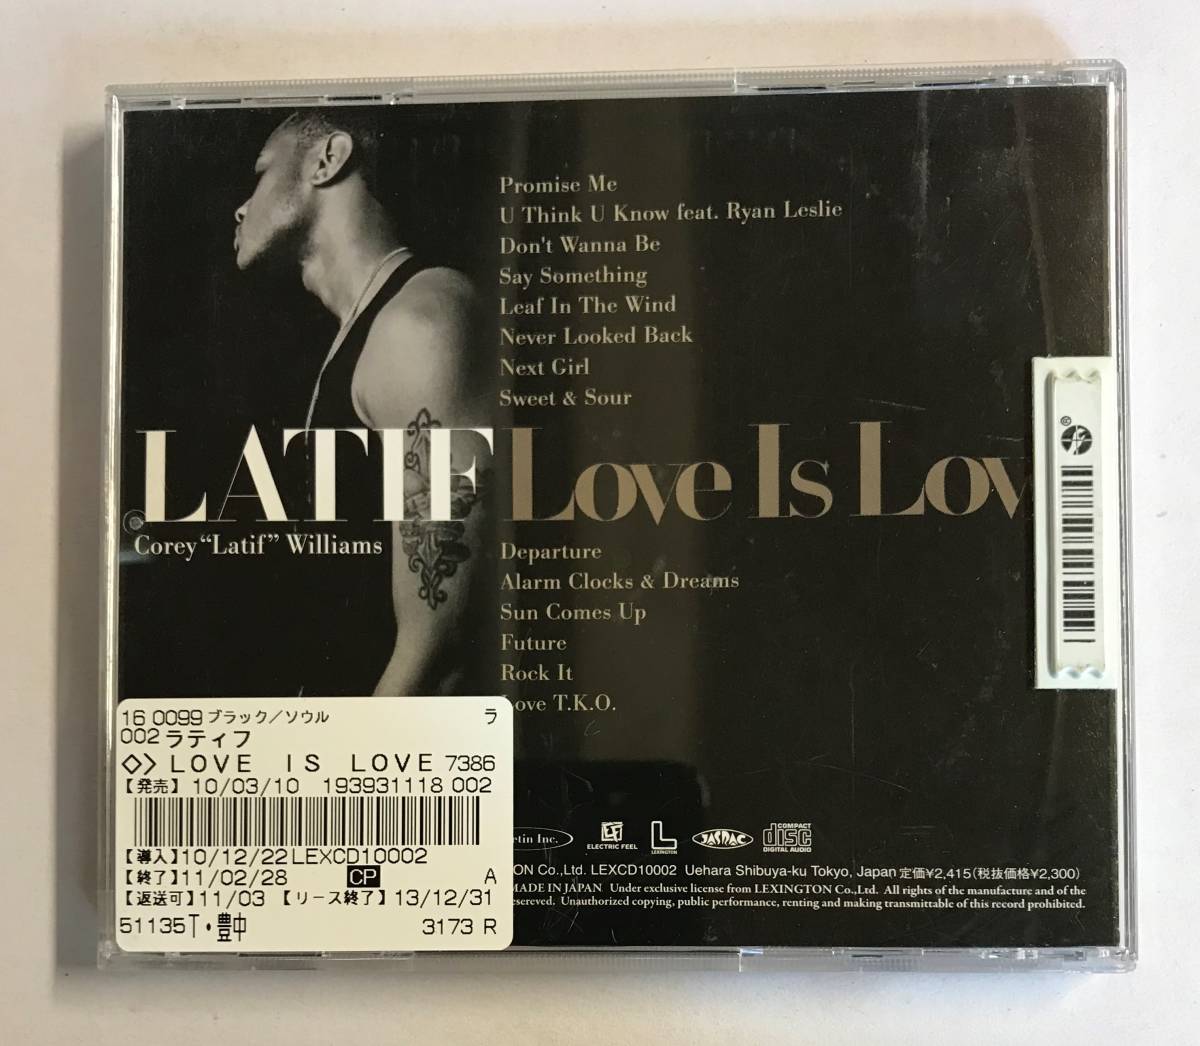 Promise Me
U Think U Know feat. Ryan Leslie
Don't Wanna Be
Say Something
Leaf In The Wind
Never Looked Back
Next Girl
Sweet & Sour
LATIF Love Is Lov
Corey "Latif" Williams
Departure
Alarm Clocks & Dreams
Sun Comes Up
Future
Rock It
Love T.K.O.
16 0099 ブラック/ソウル ラ
002 ラティフ
LOVE IS LOVE 7386
【発売】 10/03/10 193931118 002
【導入】10/12/22 LEXCD10002
【終了】11/02/28 CP A
【返送可】11/03 【リース終了】13/12/31
51135T・豊中 3173 R
etin Inc. ELECTRIC FEEL L LEXINGTON JASRAC COMPACT disc DIGITAL AUDIO
ON Co.,Ltd. LEXCD10002 Uehara Shibuya-ku Tokyo, Japan 定価¥2,415(税抜価格¥2,300)
MADE IN JAPAN Under exclusive license from LEXINGTON Co.,Ltd. All rights of the manufacture and of the
esereved. Unauthorized copying, public performance, renting and making transmittable of this record prohibited.